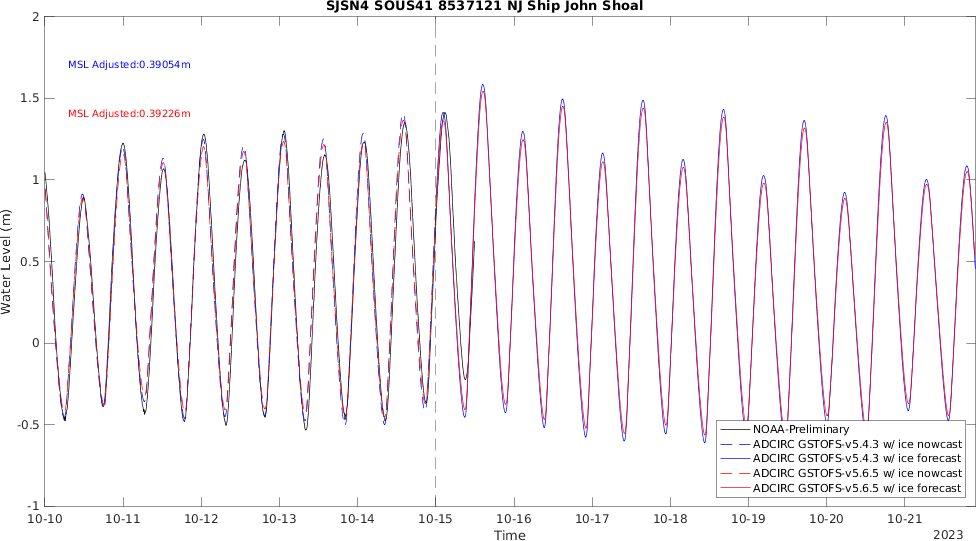 SJSN4 SOUS41 8537121 NJ Ship John Shoal
2
1.5
1
0.5
0
-0.5
-1
Water Level (m)
MSL Adjusted:0.39054m
MSL Adjusted:0.39226m
NOAA-Preliminary
ADCIRC GSTOFS-v5.4.3 w/ ice nowcast
ADCIRC GSTOFS-v5.4.3 w/ ice forecast
ADCIRC GSTOFS-v5.6.5 w/ ice nowcast
ADCIRC GSTOFS-v5.6.5 w/ ice forecast
10-10 10-11 10-12 10-13 10-14 10-15 10-16 10-17 10-18 10-19 10-20 10-21
Time
2023